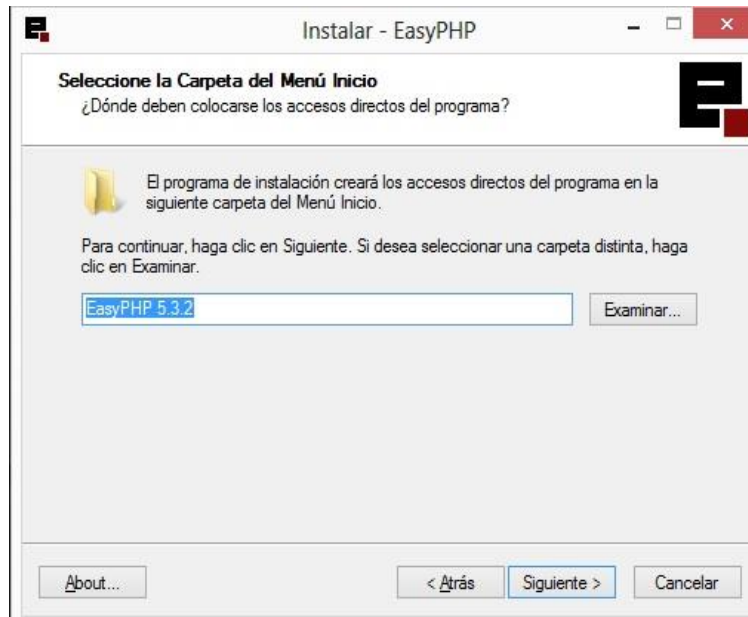 Instalar - EasyPHP
Seleccione la Carpeta del Menú Inicio
¿Dónde deben colocarse los accesos directos del programa?
El programa de instalación creará los accesos directos del programa en la
siguiente carpeta del Menú Inicio.
Para continuar, haga clic en Siguiente. Si desea seleccionar una carpeta distinta, haga
clic en Examinar.
EasyPHP 5.3.2
Examinar...
About...
< Atrás
Siguiente >
Cancelar